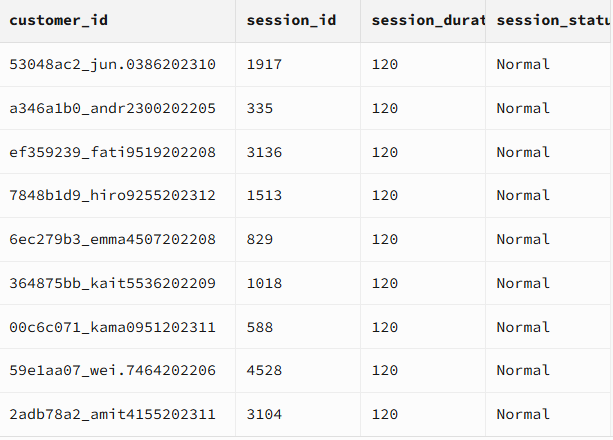 customer_id session_id session_durat session_statu
53048ac2_jun.0386202310 1917 120 Normal
a346a1b0_andr2300202205 335 120 Normal
ef359239_fati9519202208 3136 120 Normal
7848b1d9_hiro9255202312 1513 120 Normal
6ec279b3_emma4507202208 829 120 Normal
364875bb_kait5536202209 1018 120 Normal
00c6c071_kama0951202311 588 120 Normal
59e1aa07_wei.7464202206 4528 120 Normal
2adb78a2_amit4155202311 3104 120 Normal